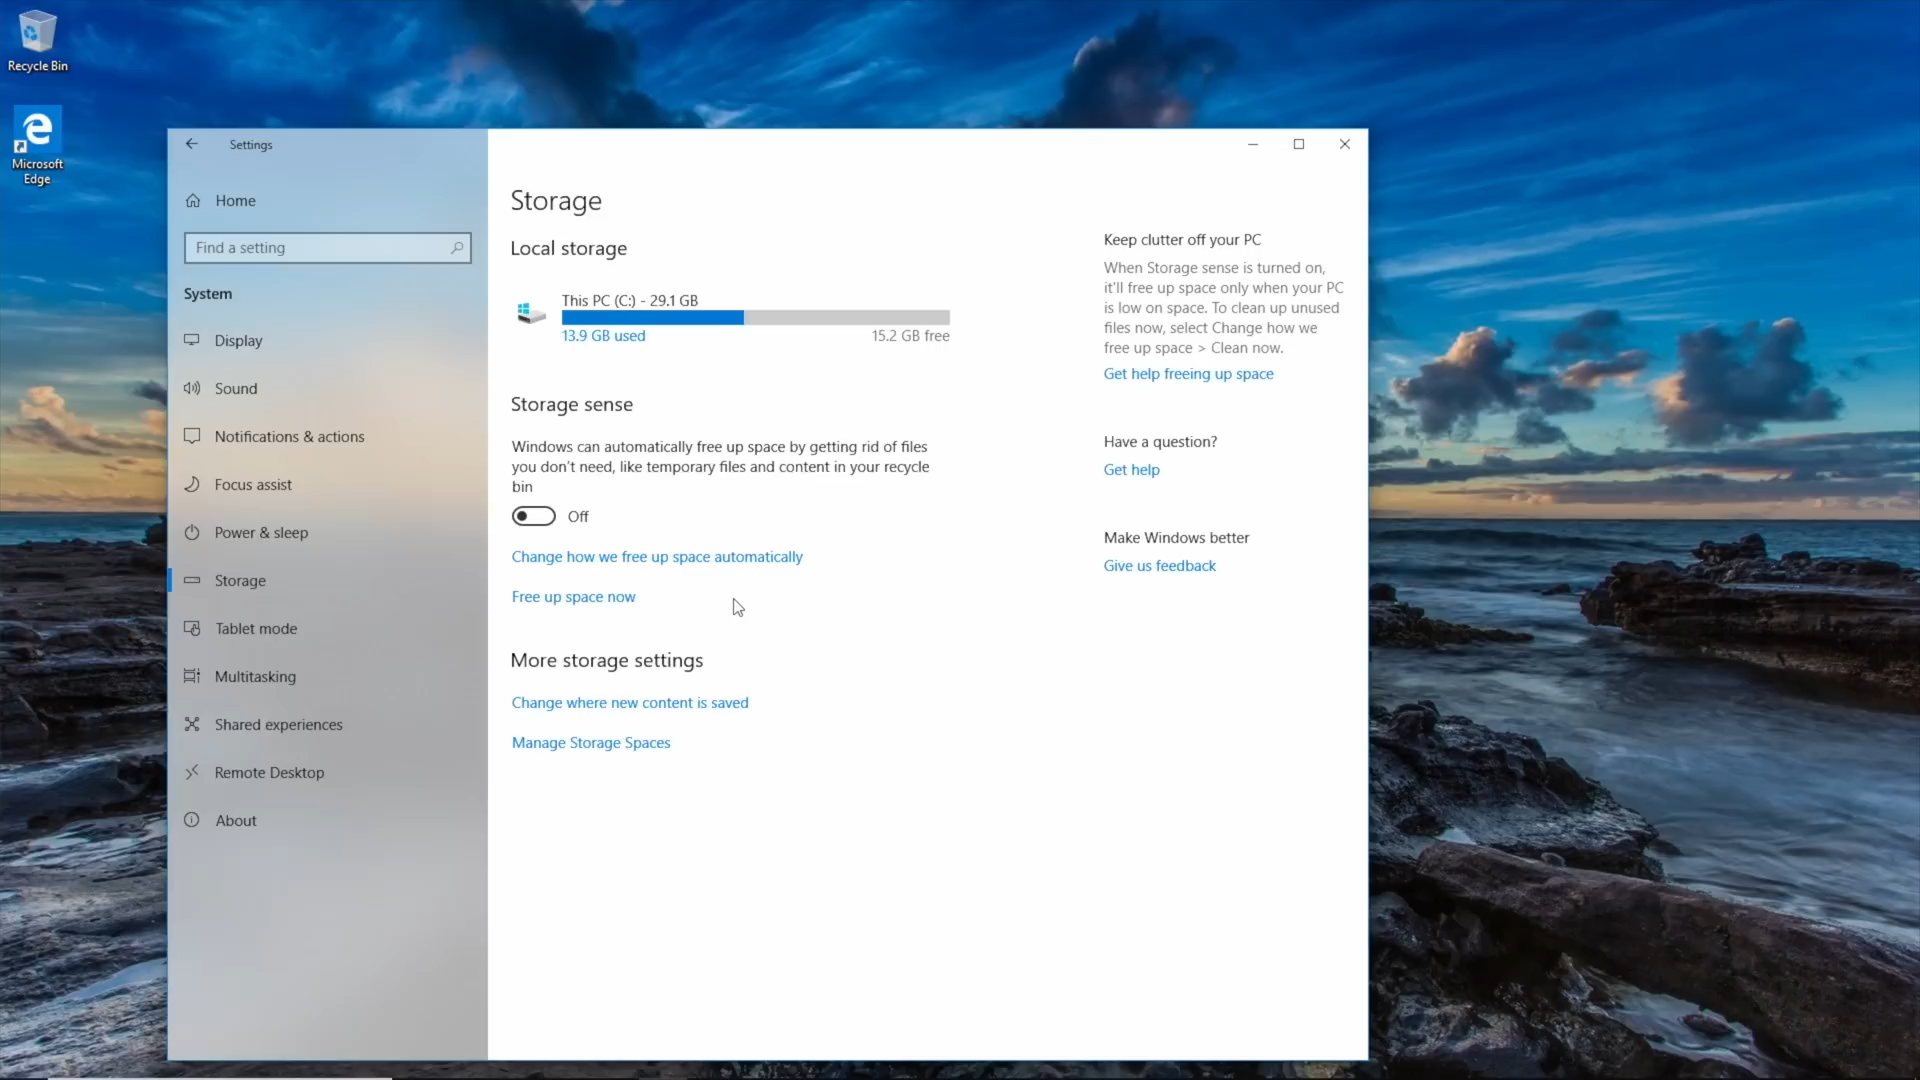 Recycle Bin
Microsoft
Edge
Settings
Home
Find a setting
System
Display
Sound
Notifications & actions
Focus assist
Power & sleep
Storage
Tablet mode
Multitasking
Shared experiences
Remote Desktop
About
Storage
Local storage
This PC (C:) - 29.1 GB
13.9 GB used
15.2 GB free
Storage sense
Windows can automatically free up space by getting rid of files
you don't need, like temporary files and content in your recycle
bin
Off
Change how we free up space automatically
Free up space now
More storage settings
Change where new content is saved
Manage Storage Spaces
Keep clutter off your PC
When Storage sense is turned on,
it'll free up space only when your PC
is low on space. To clean up unused
files now, select Change how we
free up space > Clean now.
Get help freeing up space
Have a question?
Get help
Make Windows better
Give us feedback